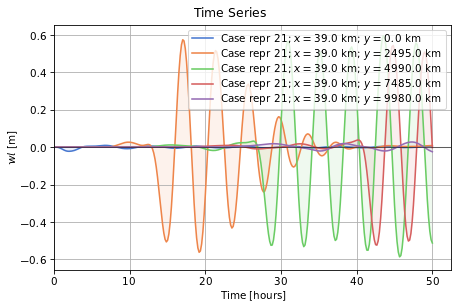 Time Series
Case repr 21; x = 39.0 km; y = 0.0 km
Case repr 21; x = 39.0 km; y = 2495.0 km
Case repr 21; x = 39.0 km; y = 4990.0 km
Case repr 21; x = 39.0 km; y = 7485.0 km
Case repr 21; x = 39.0 km; y = 9980.0 km
wl [m]
0.6
0.4
0.2
0.0
−0.2
−0.4
−0.6
0 10 20 30 40 50
Time [hours]